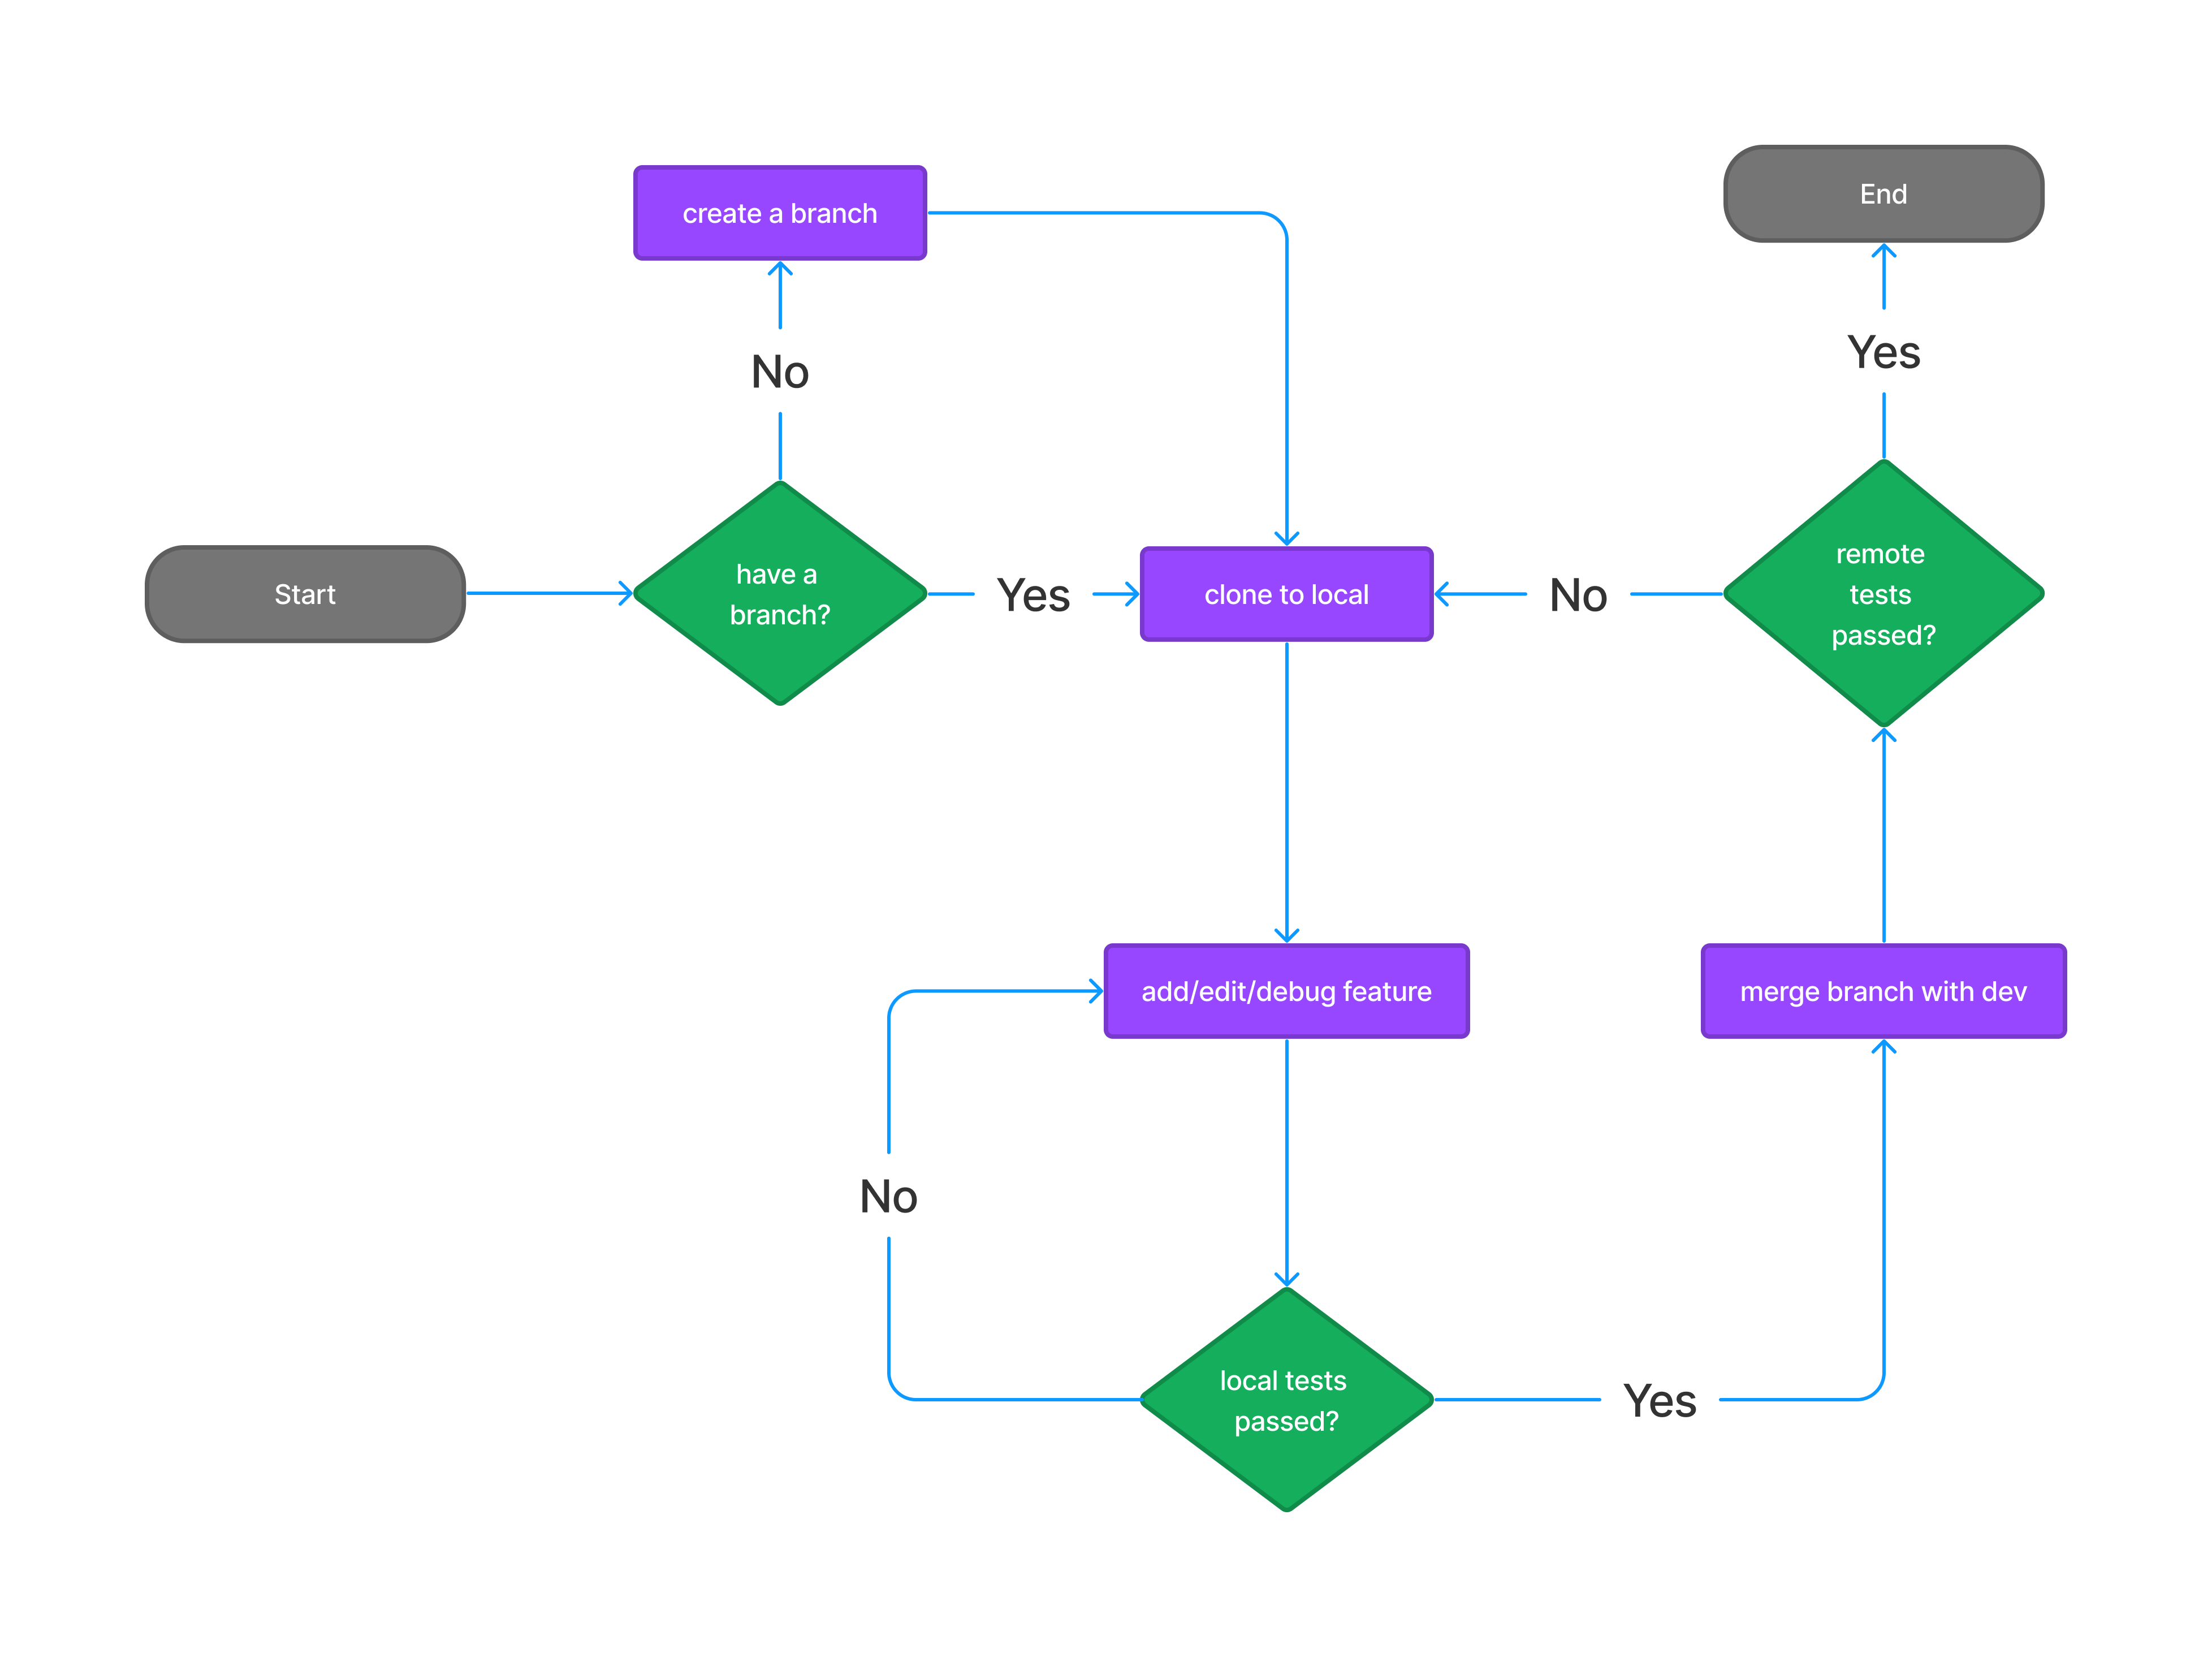 create a branch
End
No
Yes
Start
have a
branch?
Yes
clone to local
No
remote
tests
passed?
add/edit/debug feature
merge branch with dev
No
local tests
passed?
Yes